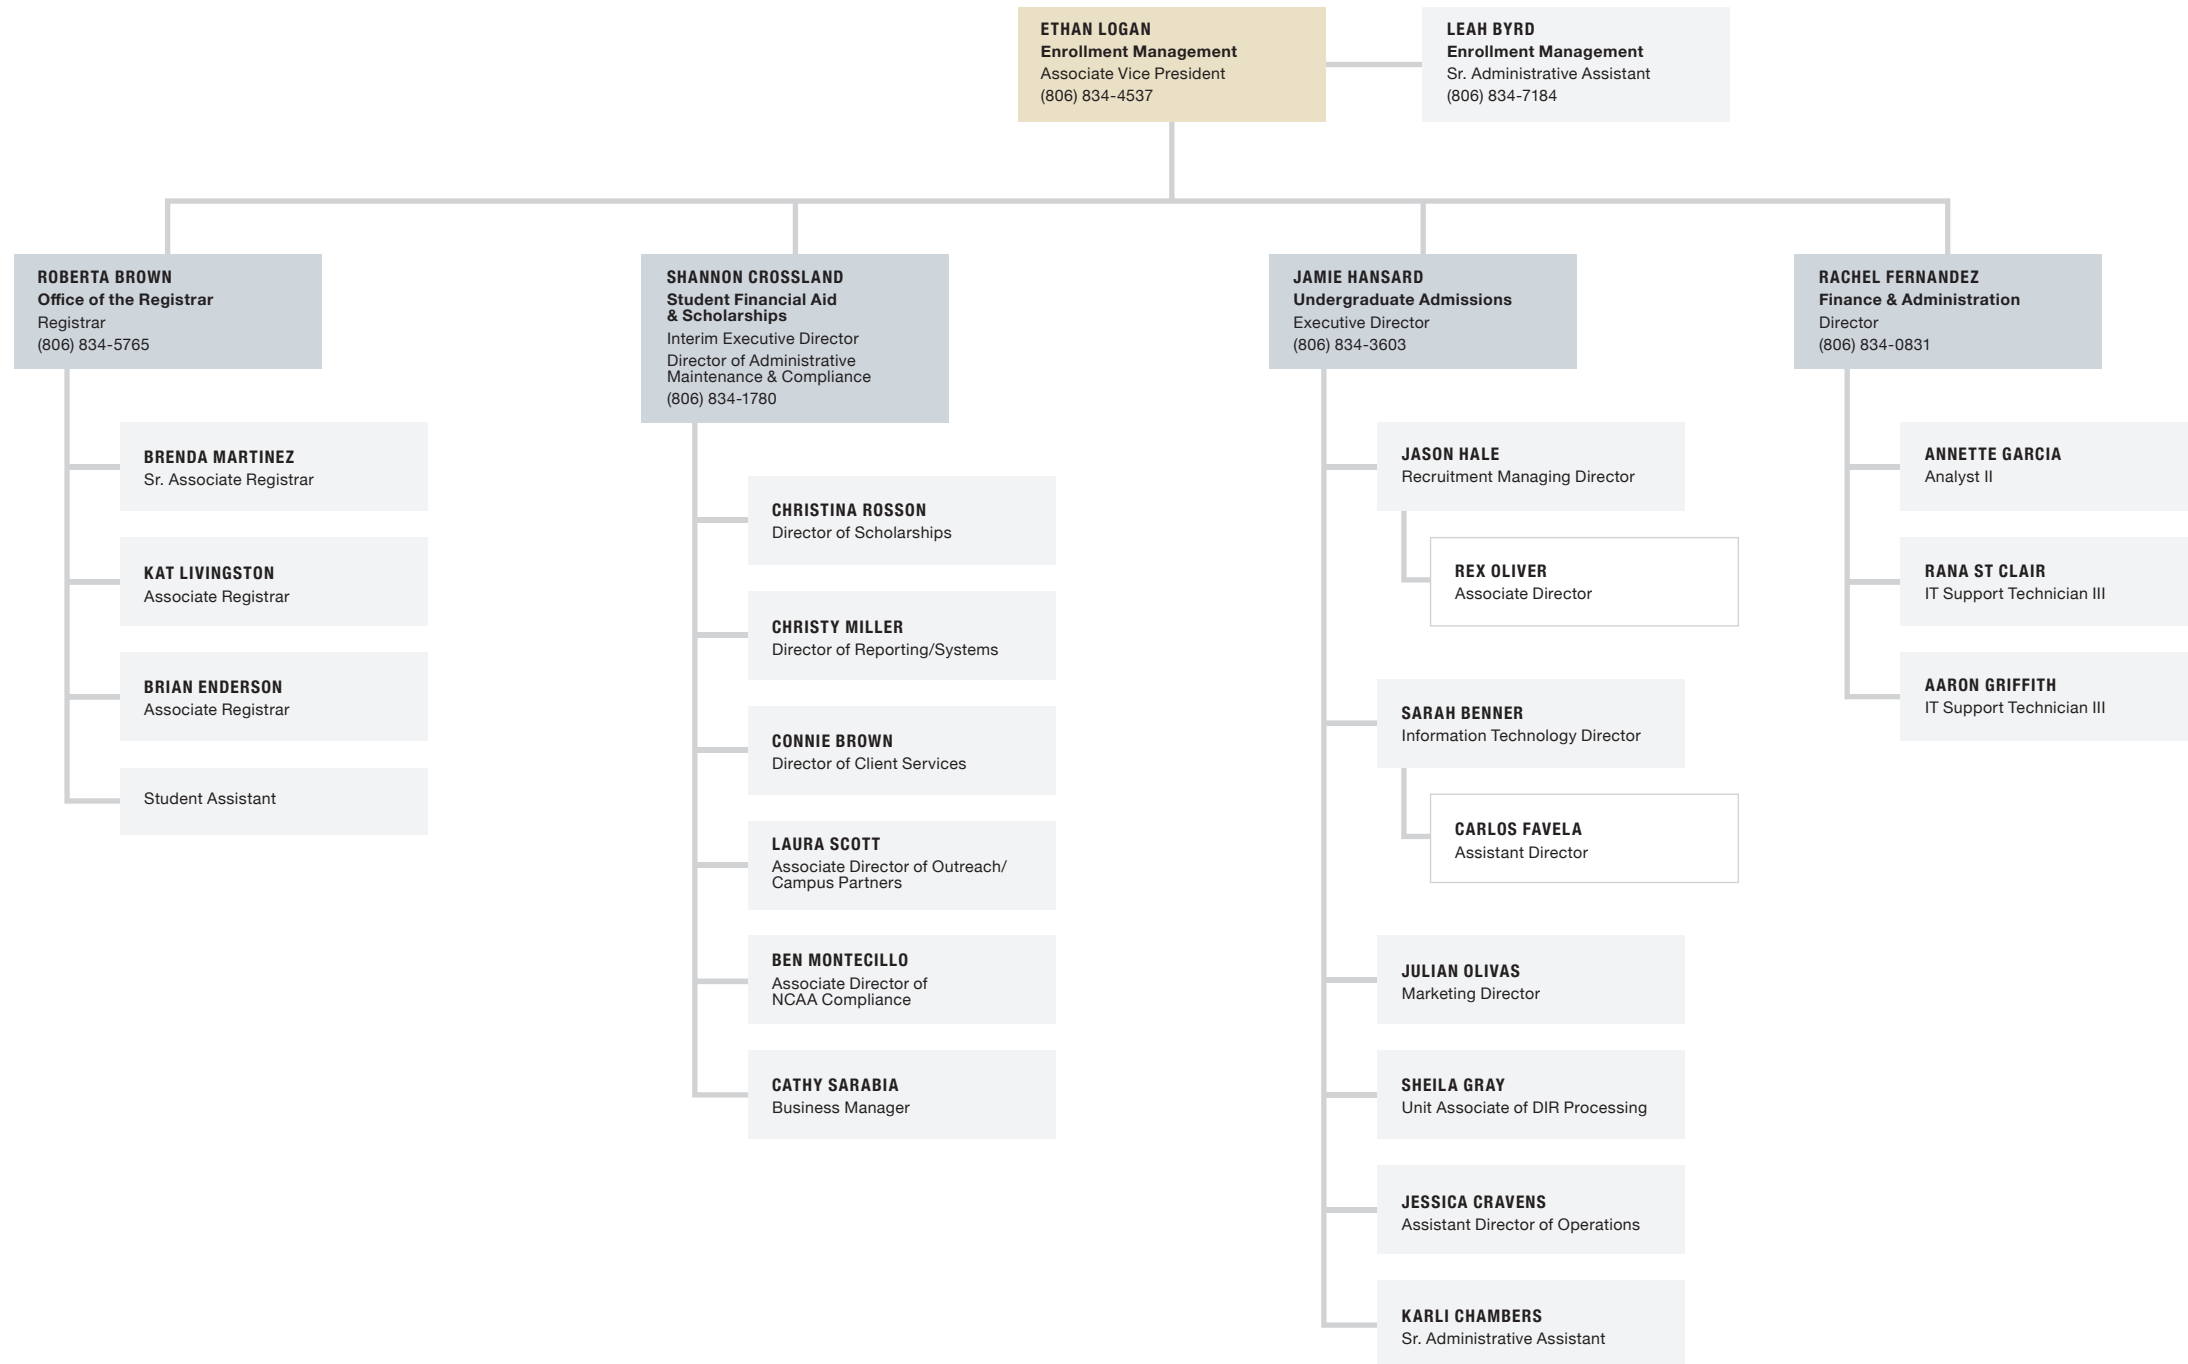 ETHAN LOGAN
Enrollment Management
Associate Vice President
(806) 834-4537
LEAH BYRD
Enrollment Management
Sr. Administrative Assistant
(806) 834-7184
ROBERTA BROWN
Office of the Registrar
Registrar
(806) 834-5765
BRENDA MARTINEZ
Sr. Associate Registrar
KAT LIVINGSTON
Associate Registrar
BRIAN ENDERSON
Associate Registrar
Student Assistant
SHANNON CROSSLAND
Student Financial Aid
& Scholarships
Interim Executive Director
Director of Administrative
Maintenance & Compliance
(806) 834-1780
CHRISTINA ROSSON
Director of Scholarships
CHRISTY MILLER
Director of Reporting/Systems
CONNIE BROWN
Director of Client Services
LAURA SCOTT
Associate Director of Outreach/
Campus Partners
BEN MONTECILLO
Associate Director of
NCAA Compliance
CATHY SARABIA
Business Manager
JAMIE HANSARD
Undergraduate Admissions
Executive Director
(806) 834-3603
JASON HALE
Recruitment Managing Director
REX OLIVER
Associate Director
SARAH BENNER
Information Technology Director
CARLOS FAVELA
Assistant Director
JULIAN OLIVAS
Marketing Director
SHEILA GRAY
Unit Associate of DIR Processing
JESSICA CRAVENS
Assistant Director of Operations
KARLI CHAMBERS
Sr. Administrative Assistant
RACHEL FERNANDEZ
Finance & Administration
Director
(806) 834-0831
ANNETTE GARCIA
Analyst II
RANA ST CLAIR
IT Support Technician III
AARON GRIFFITH
IT Support Technician III